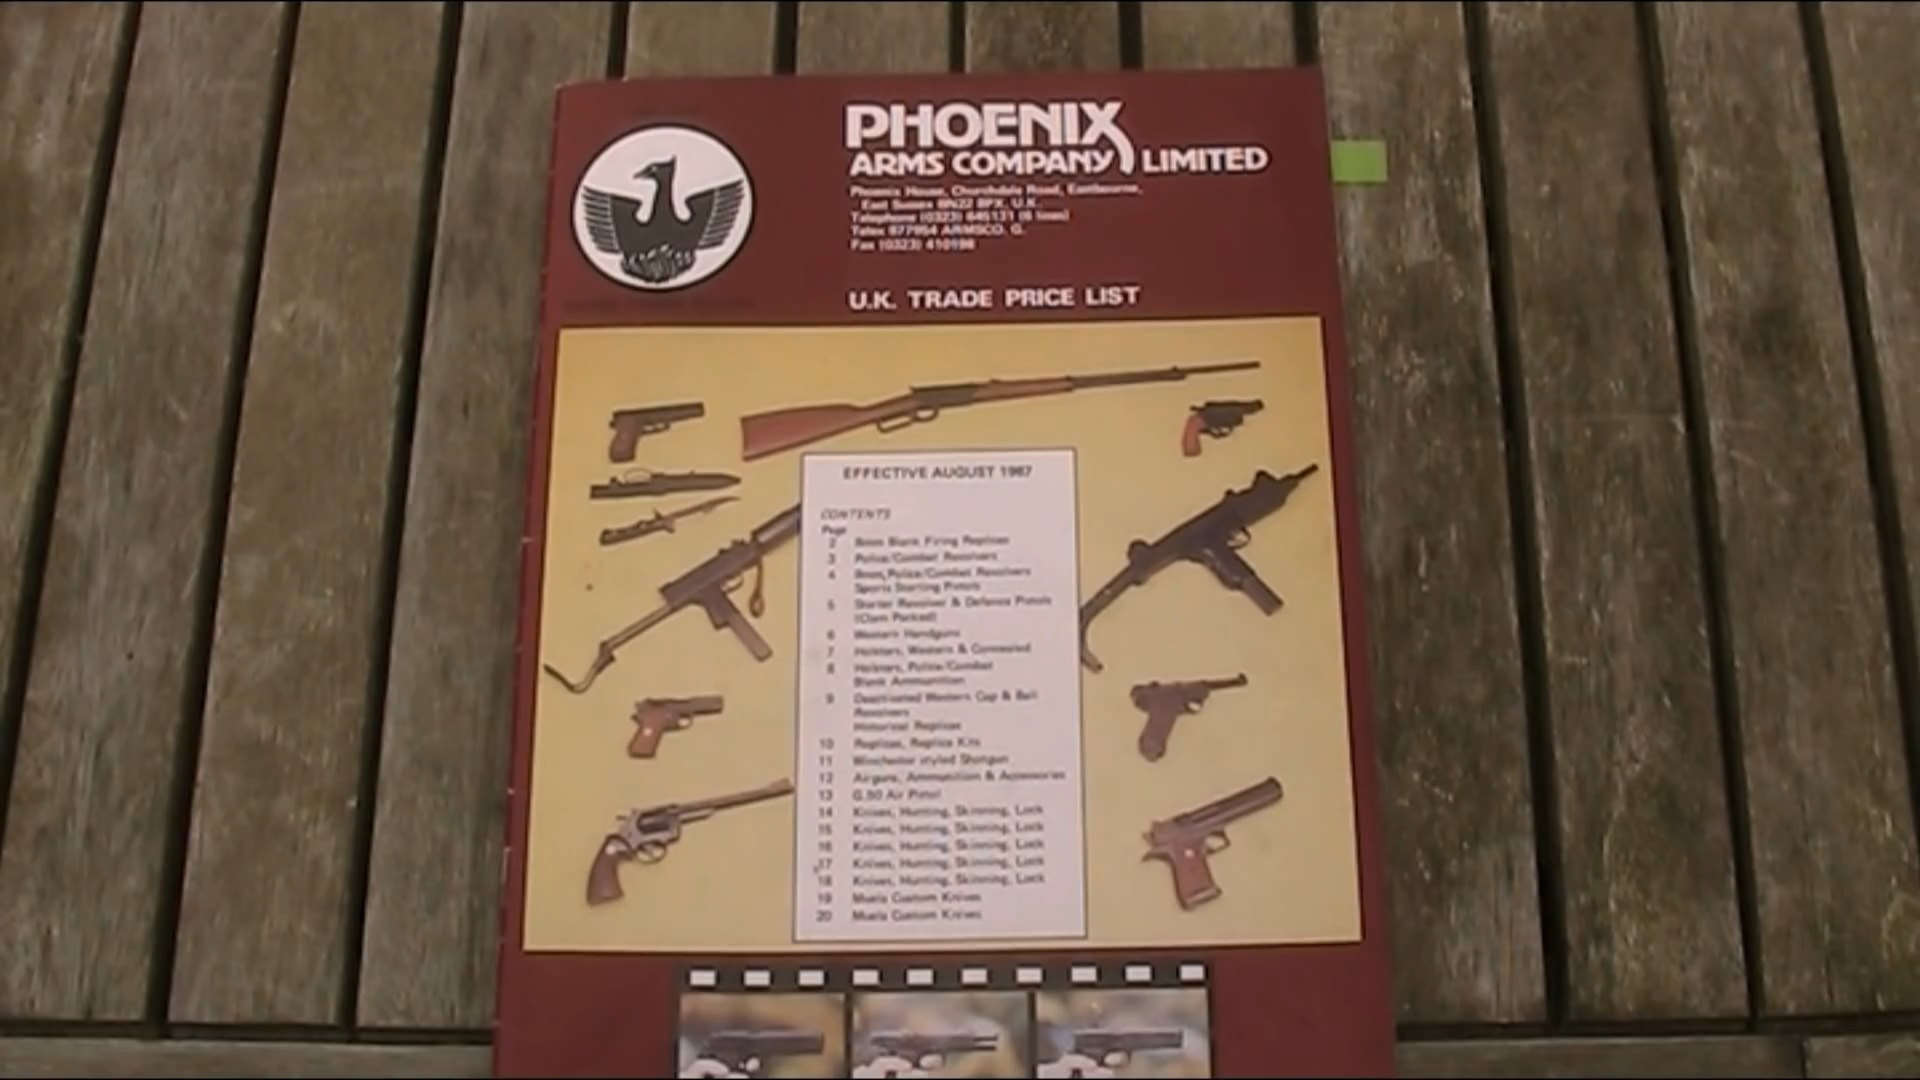 PHOENIX
ARMS COMPANY LIMITED
Phoenix House, Churchdale Road, Eastbourne,
East Sussex BN22 8PX. U.K.
Telephone (0323) 645131 (6 lines)
Telex 877954 ARMSCO. G.
Fax (0323) 410198
U.K. TRADE PRICE LIST
EFFECTIVE AUGUST 1987
CONTENTS
Page
2 8mm Blank Firing Replicas
3 Police/Combat Revolvers
4 9mm Police/Combat Revolvers
Sports Starting Pistols
5 Starter Revolver & Defence Pistols
(Clam Packed)
6 Western Handguns
7 Holsters, Western & Concealed
8 Holsters, Police/Combat
Blank Ammunition
9 Deactivated Western Cap & Ball
Revolvers
Historical Replicas
10 Replicas, Replica Kits
11 Winchester styled Shotgun
12 Airguns, Ammunition & Accessories
13 G.50 Air Pistol
14 Knives, Hunting, Skinning, Lock
15 Knives, Hunting, Skinning, Lock
16 Knives, Hunting, Skinning, Lock
17 Knives, Hunting, Skinning, Lock
18 Knives, Hunting, Skinning, Lock
19 Muela Custom Knives
20 Muela Custom Knives